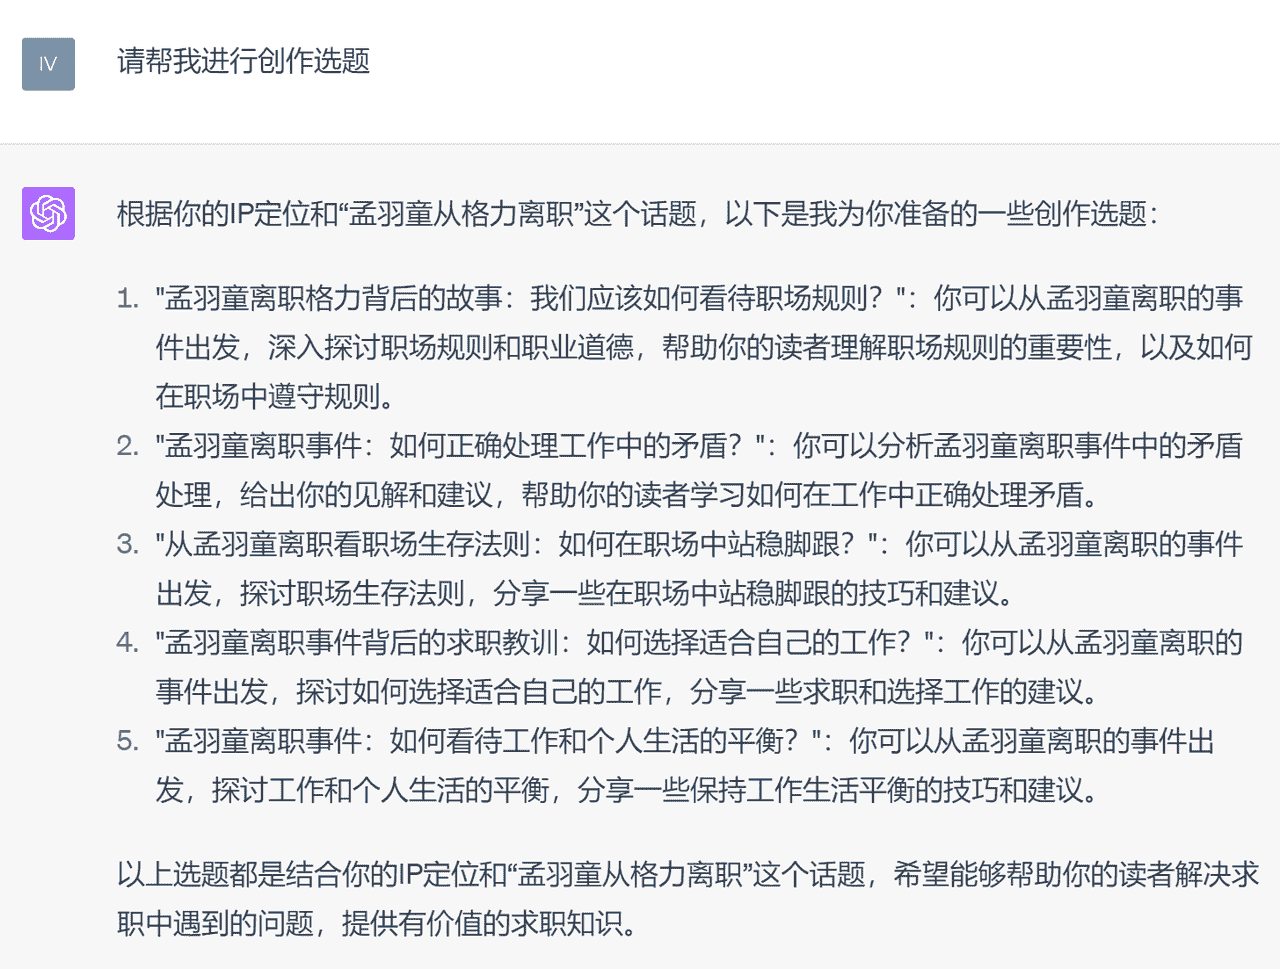 IV
请帮我进行创作选题
根据你的IP定位和“孟羽童从格力离职”这个话题，以下是我为你准备的一些创作选题：
1. "孟羽童离职格力背后的故事：我们应该如何看待职场规则？"：你可以从孟羽童离职的事
件出发，深入探讨职场规则和职业道德，帮助你的读者理解职场规则的重要性，以及如何
在职场中遵守规则。
2. "孟羽童离职事件：如何正确处理工作中的矛盾？"：你可以分析孟羽童离职事件中的矛盾
处理，给出你的见解和建议，帮助你的读者学习如何在工作中正确处理矛盾。
3. "从孟羽童离职看职场生存法则：如何在职场中站稳脚跟？"：你可以从孟羽童离职的事件
出发，探讨职场生存法则，分享一些在职场中站稳脚跟的技巧和建议。
4. "孟羽童离职事件背后的求职教训：如何选择适合自己的工作？"：你可以从孟羽童离职的
事件出发，探讨如何选择适合自己的工作，分享一些求职和选择工作的建议。
5. "孟羽童离职事件：如何看待工作和个人生活的平衡？"：你可以从孟羽童离职的事件出
发，探讨工作和个人生活的平衡，分享一些保持工作生活平衡的技巧和建议。
以上选题都是结合你的IP定位和“孟羽童从格力离职”这个话题，希望能够帮助你的读者解决求
职中遇到的问题，提供有价值的求职知识。